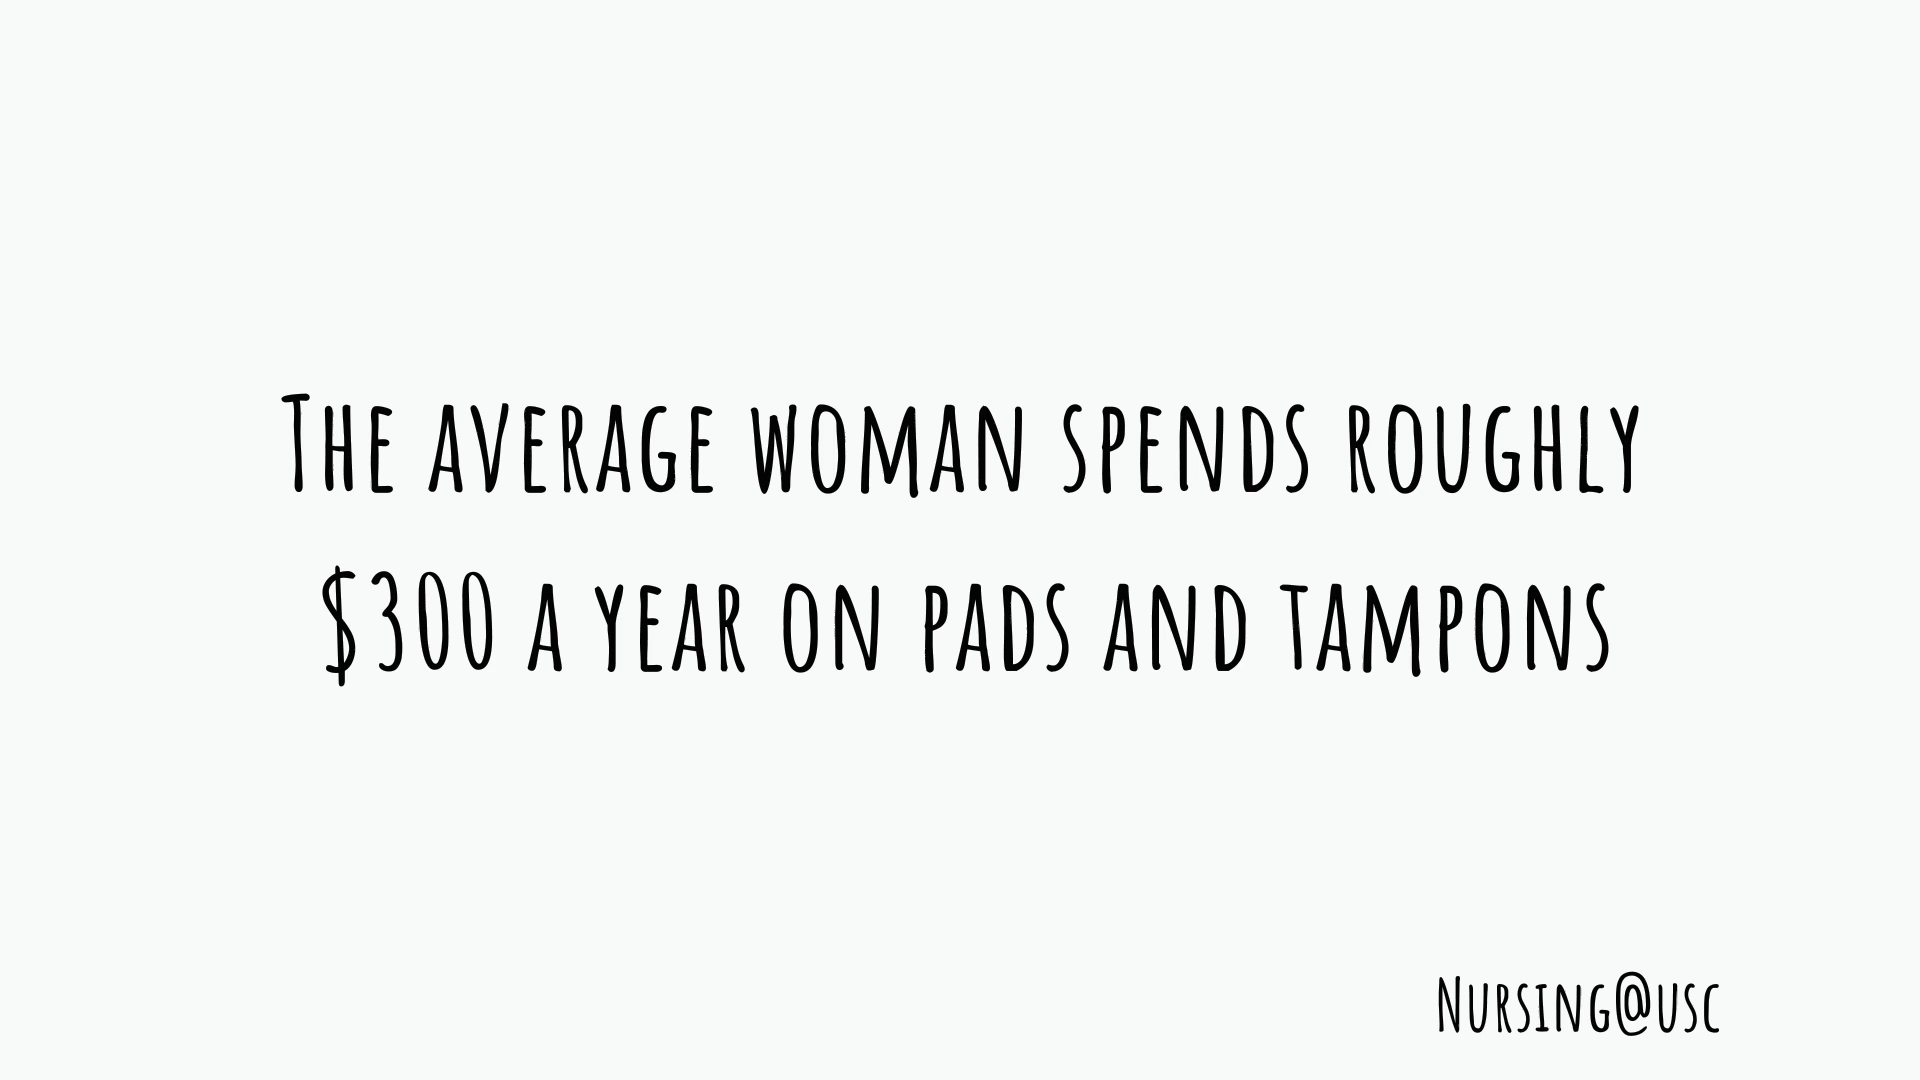 The average woman spends roughly
$300 a year on pads and tampons
Nursing@usc